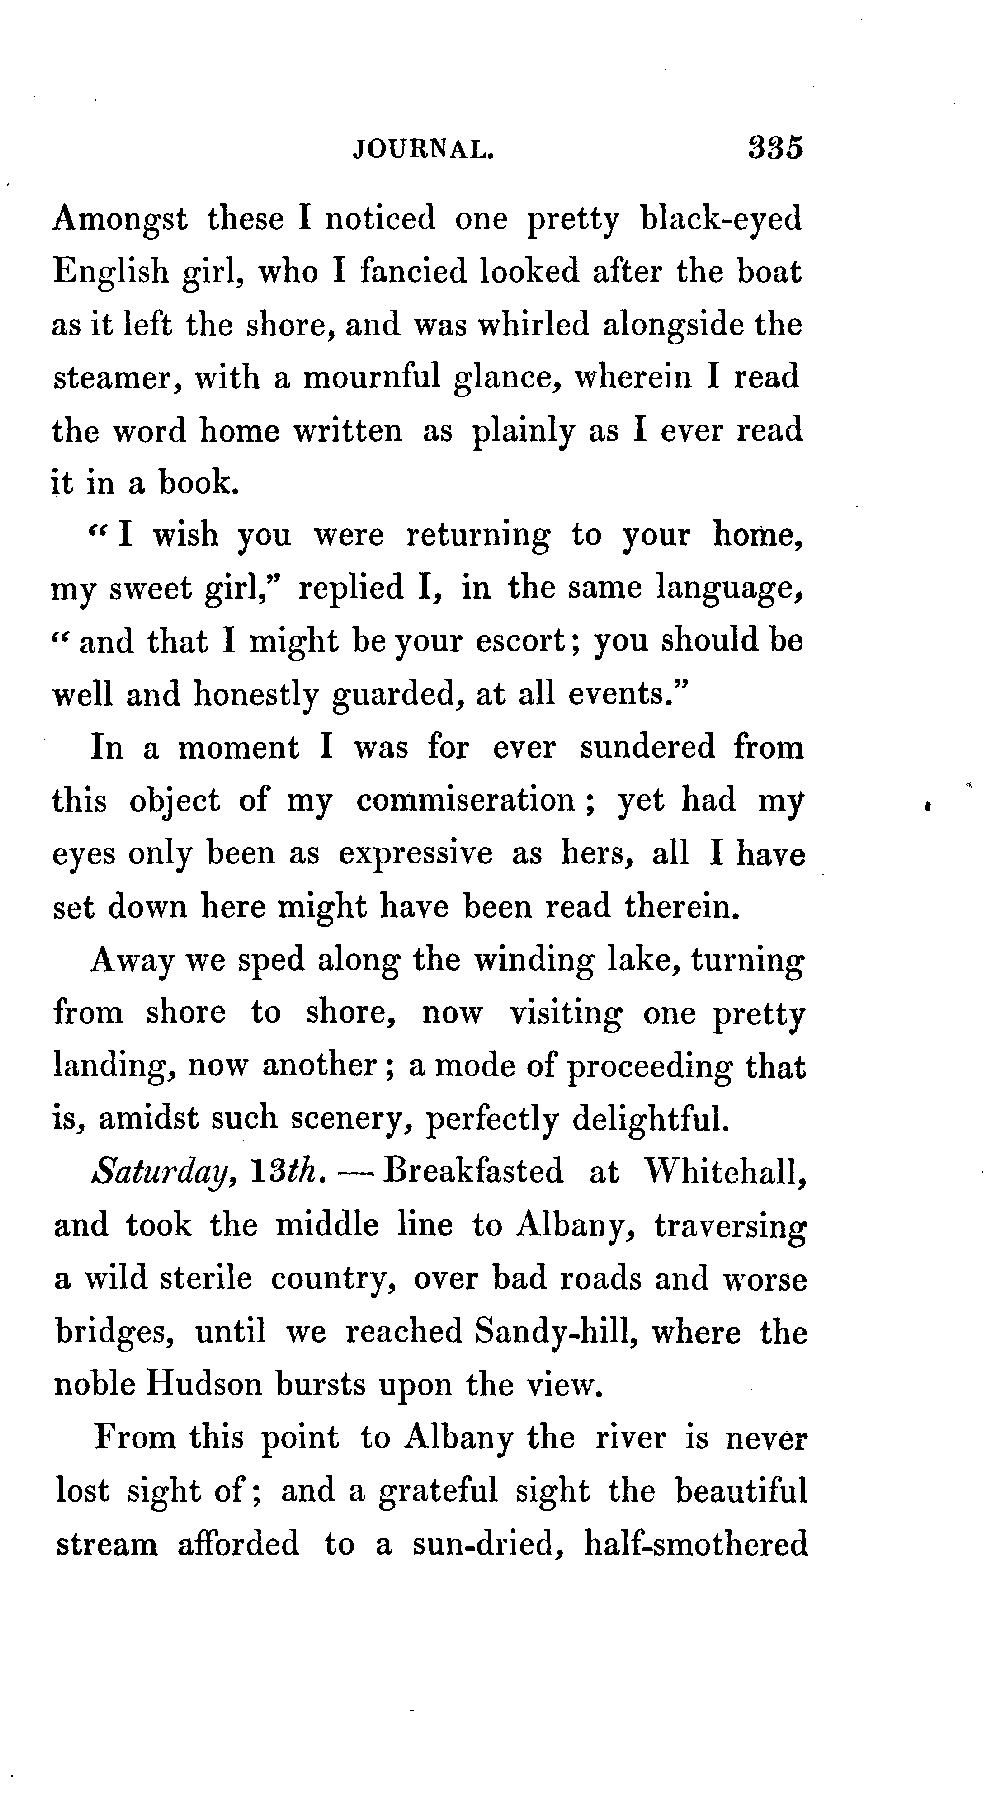 JOURNAL. 335
Amongst these I noticed one pretty black-eyed
English girl, who I fancied looked after the boat
as it left the shore, and was whirled alongside the
steamer, with a mournful glance, wherein I read
the word home written as plainly as I ever read
it in a book.
“ I wish you were returning to your home,
my sweet girl,” replied I, in the same language,
“ and that I might be your escort; you should be
well and honestly guarded, at all events.”
In a moment I was for ever sundered from
this object of my commiseration ; yet had my
eyes only been as expressive as hers, all I have
set down here might have been read therein.
Away we sped along the winding lake, turning
from shore to shore, now visiting one pretty
landing, now another ; a mode of proceeding that
is, amidst such scenery, perfectly delightful.
Saturday, 13th. — Breakfasted at Whitehall,
and took the middle line to Albany, traversing
a wild sterile country, over bad roads and worse
bridges, until we reached Sandy-hill, where the
noble Hudson bursts upon the view.
From this point to Albany the river is never
lost sight of ; and a grateful sight the beautiful
stream afforded to a sun-dried, half-smothered